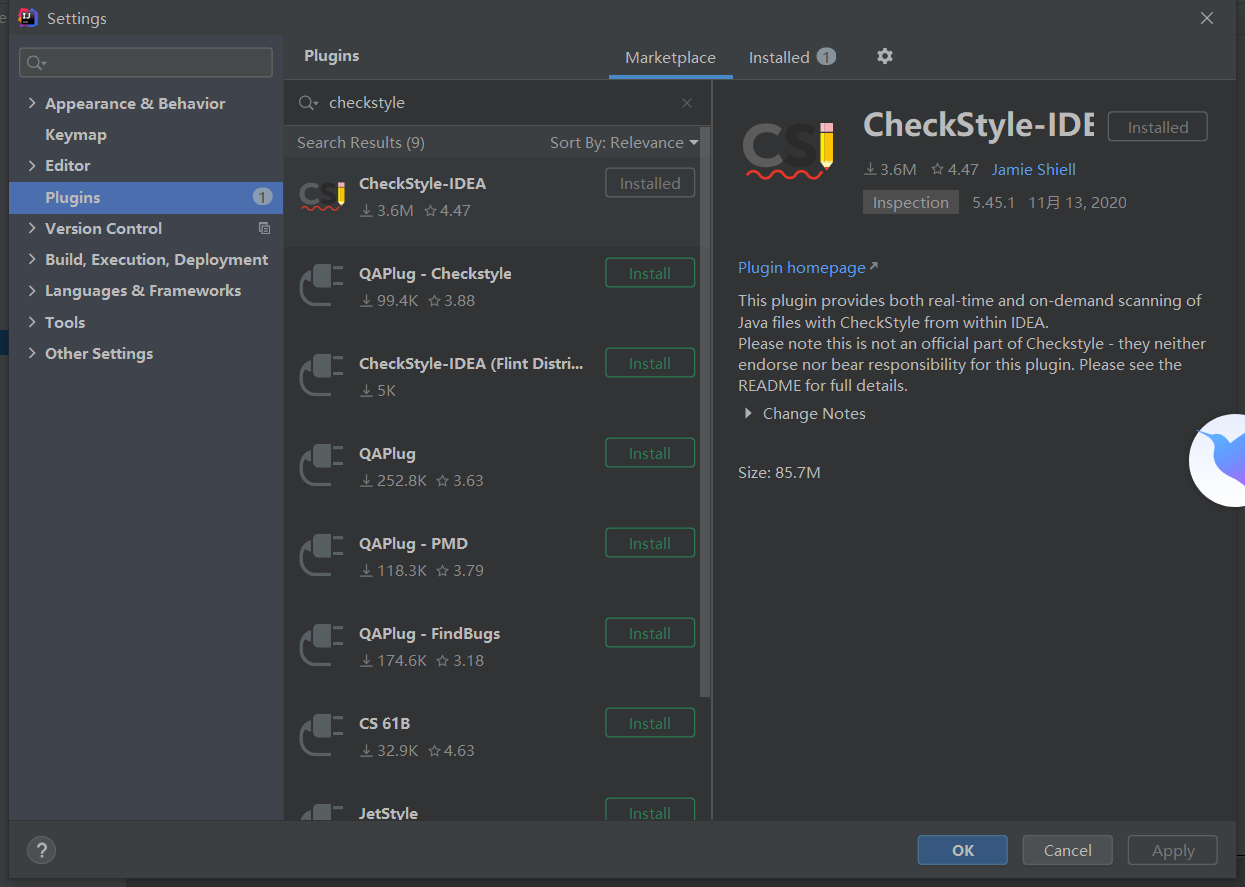 Settings
Plugins
Marketplace
Installed 1
Appearance & Behavior
Keymap
Editor
Plugins 1
Version Control
Build, Execution, Deployment
Languages & Frameworks
Tools
Other Settings
checkstyle
Search Results (9)
Sort By: Relevance
CheckStyle-IDEA
3.6M 4.47
Installed
QAPlug - Checkstyle
99.4K 3.88
Install
CheckStyle-IDEA (Flint Distri...
5K
Install
QAPlug
252.8K 3.63
Install
QAPlug - PMD
118.3K 3.79
Install
QAPlug - FindBugs
174.6K 3.18
Install
CS 61B
32.9K 4.63
Install
JetStyle
Install
CheckStyle-IDE
Installed
3.6M 4.47 Jamie Shiell
Inspection 5.45.1 11月 13, 2020
Plugin homepage
This plugin provides both real-time and on-demand scanning of
Java files with CheckStyle from within IDEA.
Please note this is not an official part of Checkstyle - they neither
endorse nor bear responsibility for this plugin. Please see the
README for full details.
Change Notes
Size: 85.7M
?
OK
Cancel
Apply